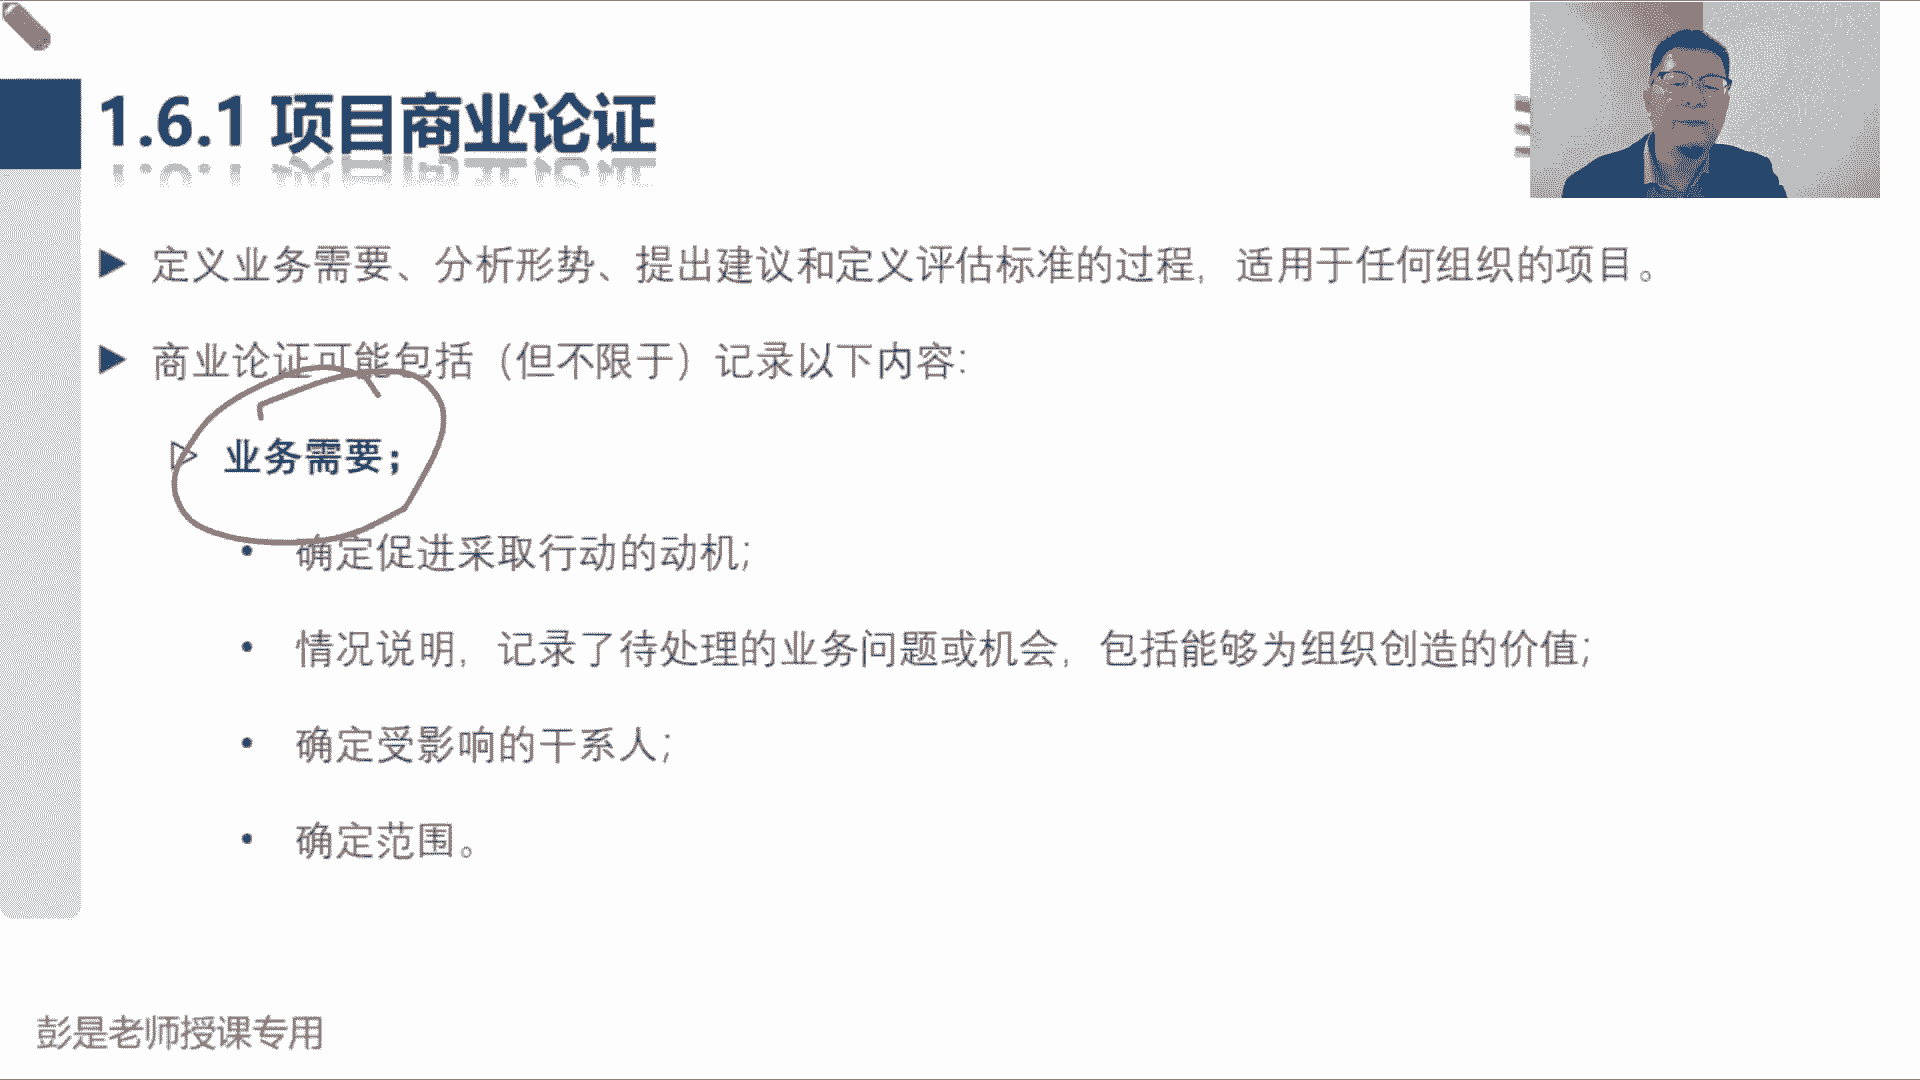 1.6.1 项目商业论证
定义业务需要、分析形势、提出建议和定义评估标准的过程，适用于任何组织的项目。
商业论证可能包括（但不限于）记录以下内容：
业务需要；
确定促进采取行动的动机；
情况说明，记录了待处理的业务问题或机会，包括能够为组织创造的价值；
确定受影响的干系人；
确定范围。
彭是老师授课专用